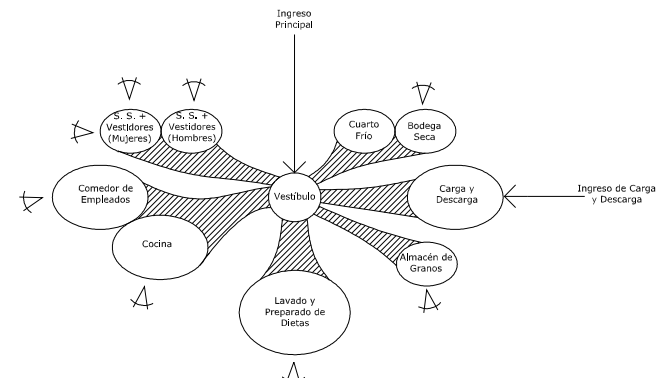 Ingreso
Principal
S. S. +
Vestidores
(Mujeres)
S. S. +
Vestidores
(Hombres)
Cuarto
Frío
Bodega
Seca
Comedor de
Empleados
Vestíbulo
Carga y
Descarga
Ingreso de Carga
y Descarga
Cocina
Almacén de
Granos
Lavado y
Preparado de
Dietas